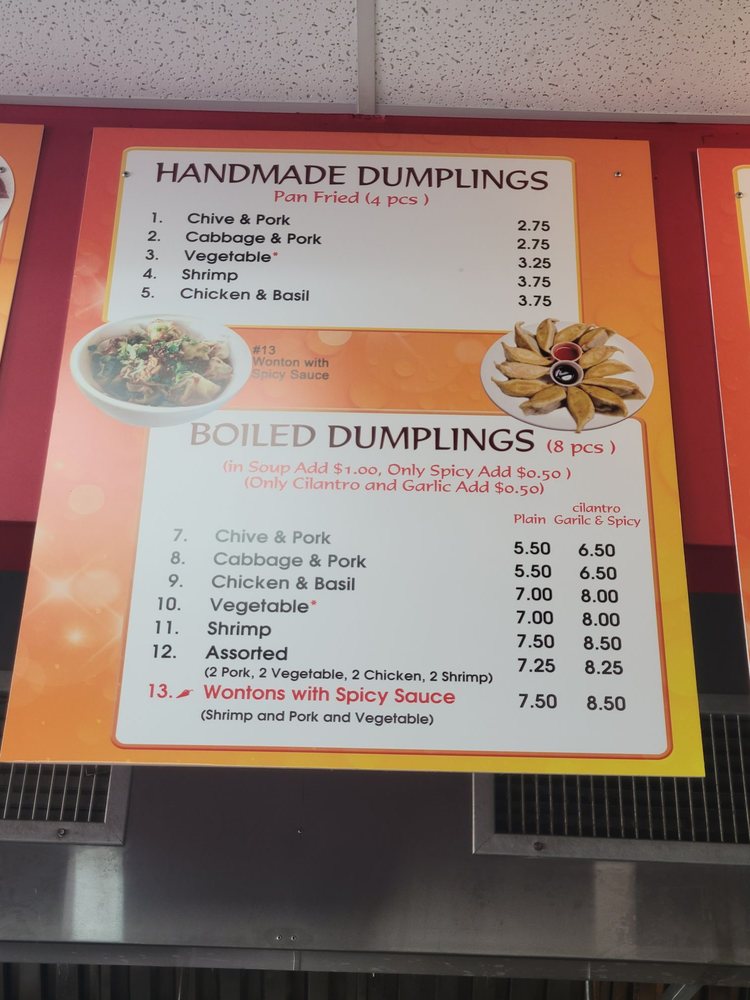 HANDMADE DUMPLINGS
Pan Fried (4 pcs )
1. Chive & Pork 2.75
2. Cabbage & Pork 2.75
3. Vegetable* 3.25
4. Shrimp 3.75
5. Chicken & Basil 3.75
#13
Wonton with
Spicy Sauce
BOILED DUMPLINGS (8 pcs )
(in Soup Add $1.00, Only Spicy Add $0.50 )
(Only Cilantro and Garlic Add $0.50)
cilantro
Plain Garilc & Spicy
7. Chive & Pork 5.50 6.50
8. Cabbage & Pork 5.50 6.50
9. Chicken & Basil 7.00 8.00
10. Vegetable* 7.00 8.00
11. Shrimp 7.50 8.50
12. Assorted 7.25 8.25
(2 Pork, 2 Vegetable, 2 Chicken, 2 Shrimp)
13. Wontons with Spicy Sauce 7.50 8.50
(Shrimp and Pork and Vegetable)